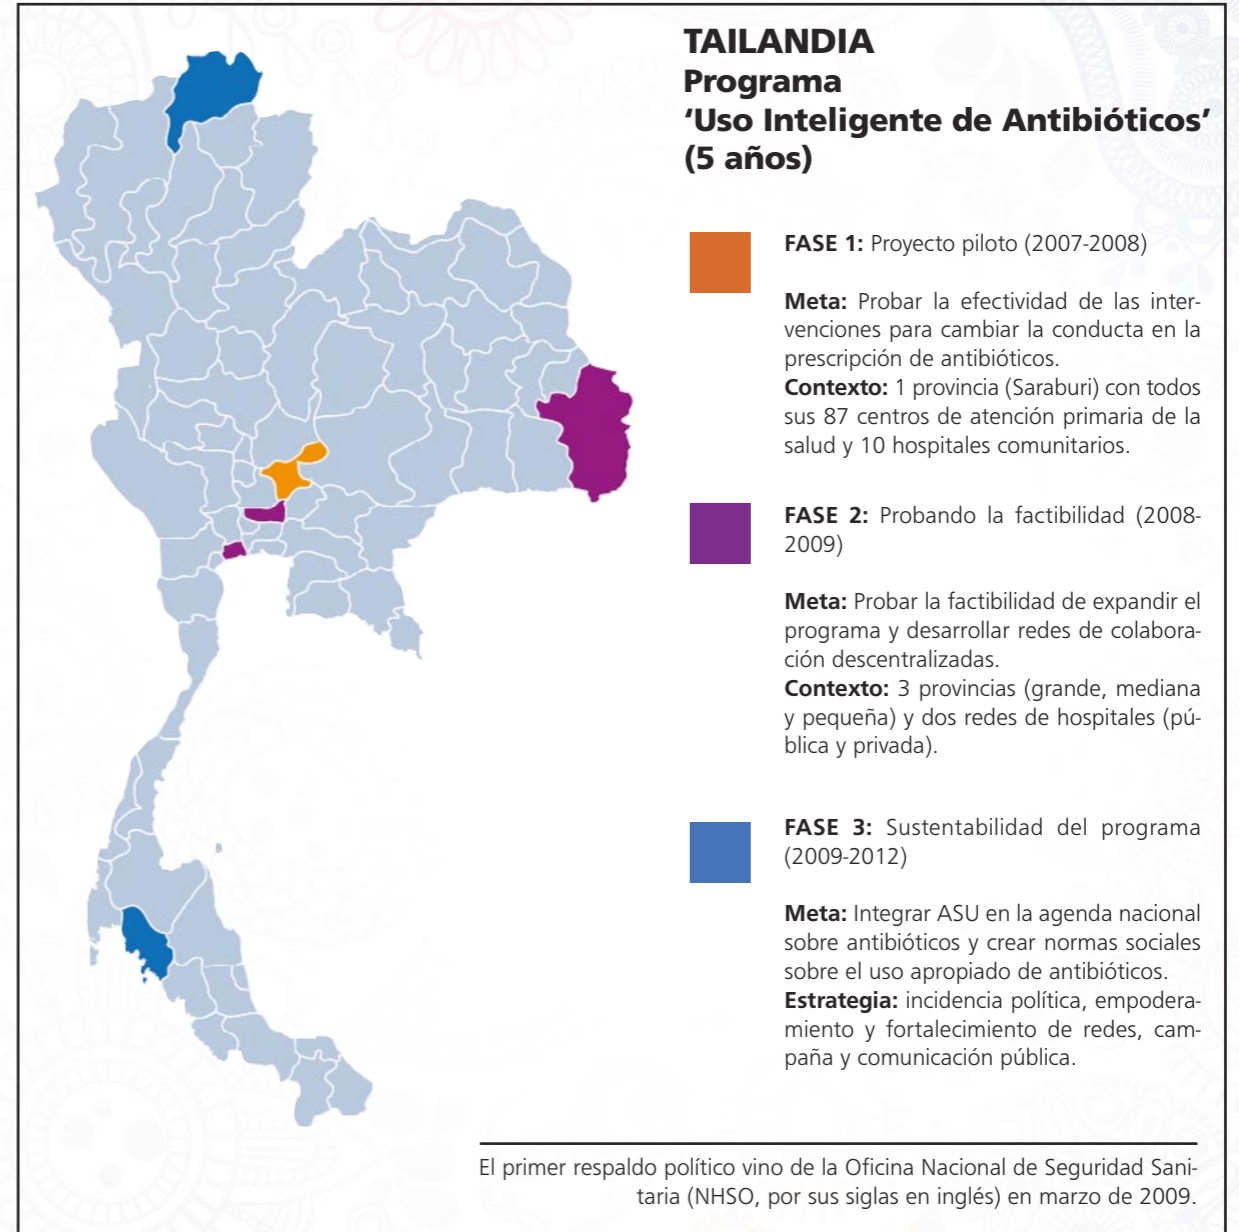 TAILANDIA
Programa
‘Uso Inteligente de Antibióticos’
(5 años)
FASE 1: Proyecto piloto (2007-2008)
Meta: Probar la efectividad de las inter-
venciones para cambiar la conducta en la
prescripción de antibióticos.
Contexto: 1 provincia (Saraburi) con todos
sus 87 centros de atención primaria de la
salud y 10 hospitales comunitarios.
FASE 2: Probando la factibilidad (2008-
2009)
Meta: Probar la factibilidad de expandir el
programa y desarrollar redes de colabora-
ción descentralizadas.
Contexto: 3 provincias (grande, mediana
y pequeña) y dos redes de hospitales (pú-
blica y privada).
FASE 3: Sustentabilidad del programa
(2009-2012)
Meta: Integrar ASU en la agenda nacional
sobre antibióticos y crear normas sociales
sobre el uso apropiado de antibióticos.
Estrategia: incidencia política, empodera-
miento y fortalecimiento de redes, cam-
paña y comunicación pública.
El primer respaldo político vino de la Oficina Nacional de Seguridad Sani-
taria (NHSO, por sus siglas en inglés) en marzo de 2009.